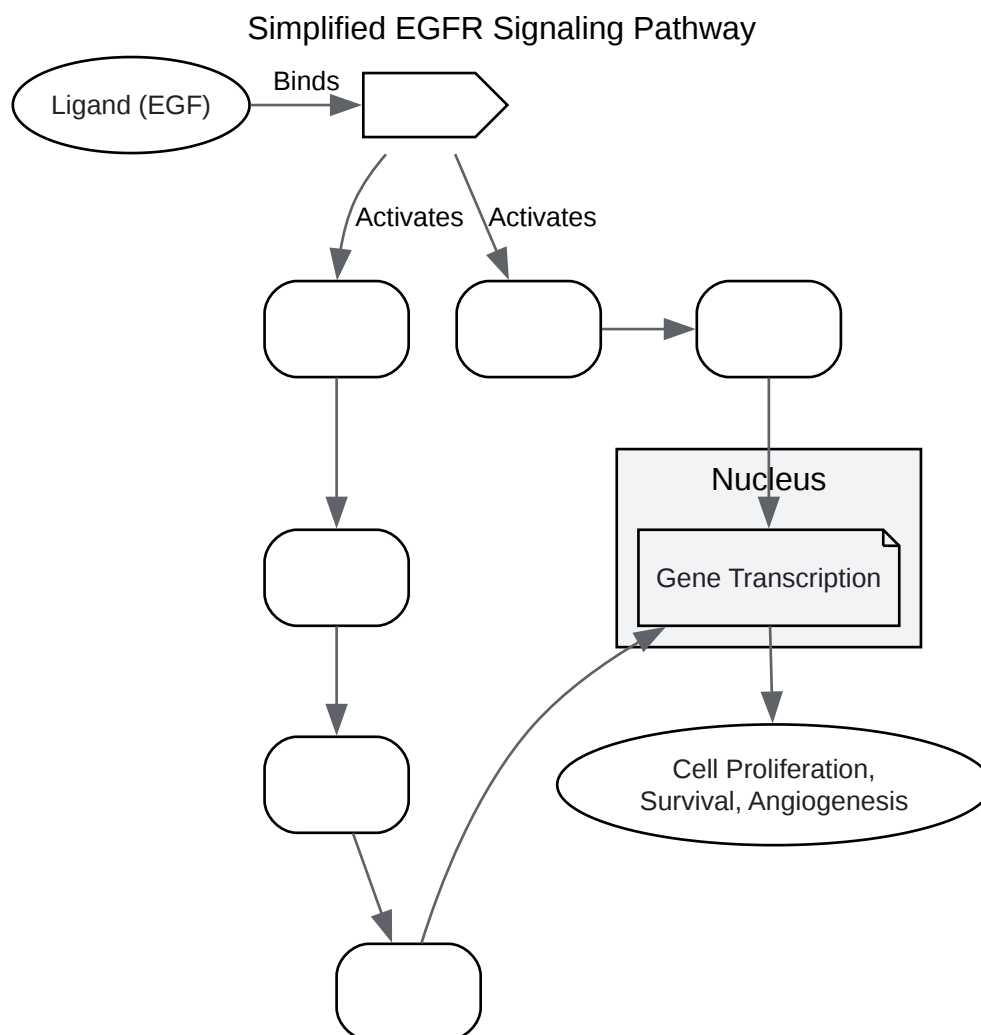 Simplified EGFR Signaling Pathway
Ligand (EGF)
Binds
Activates
Activates
Nucleus
Gene Transcription
Cell Proliferation,
Survival, Angiogenesis